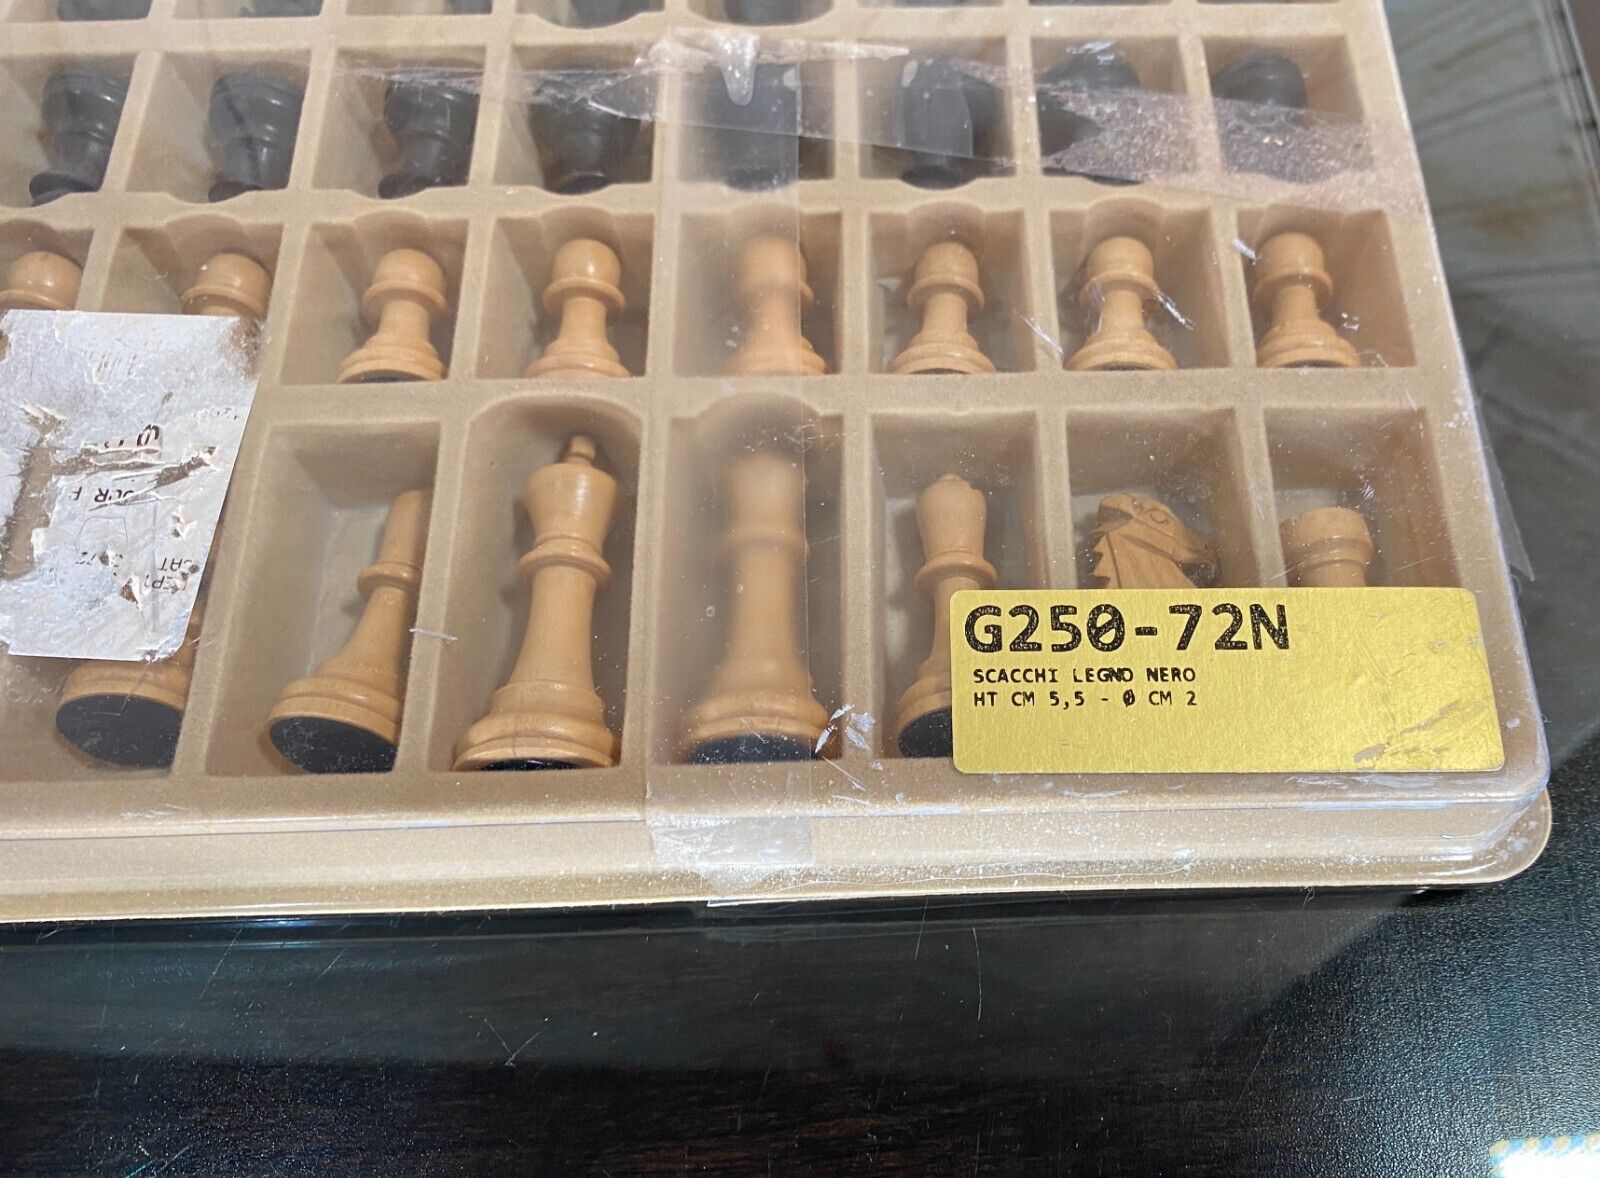 G250-72N
SCACCHI LEGNO NERO
HT CM 5,5 - Ø CM 2